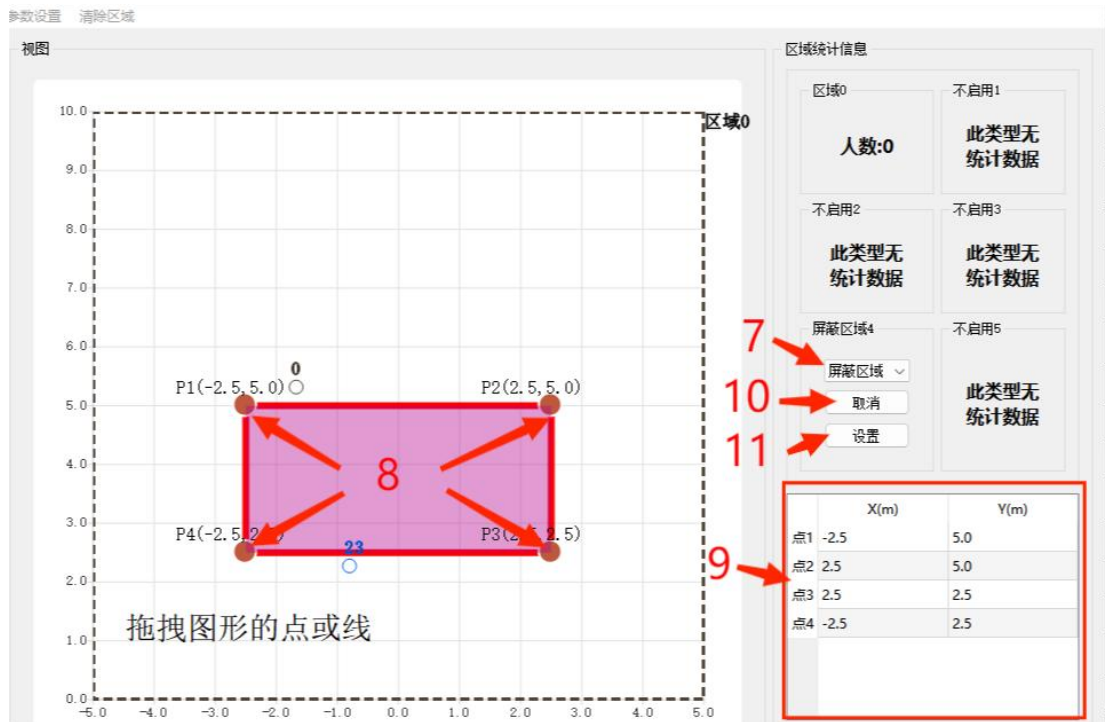 参数设置 清除区域
视图
区域统计信息
区域0
人数:0
不启用1
此类型无
统计数据
不启用2
此类型无
统计数据
不启用3
此类型无
统计数据
屏蔽区域4
屏蔽区域
取消
设置
不启用5
此类型无
统计数据
7
10
11
10.0
9.0
8.0
7.0
6.0
5.0
4.0
3.0
2.0
1.0
0.0
-5.0 -4.0 -3.0 -2.0 -1.0 0.0 1.0 2.0 3.0 4.0 5.0
区域0
0
P1(-2.5,5.0)
P2(2.5,5.0)
8
P4(-2.5,
23
拖拽图形的点或线
9
X(m) Y(m)
点1 -2.5 5.0
点2 2.5 5.0
点3 2.5 2.5
点4 -2.5 2.5